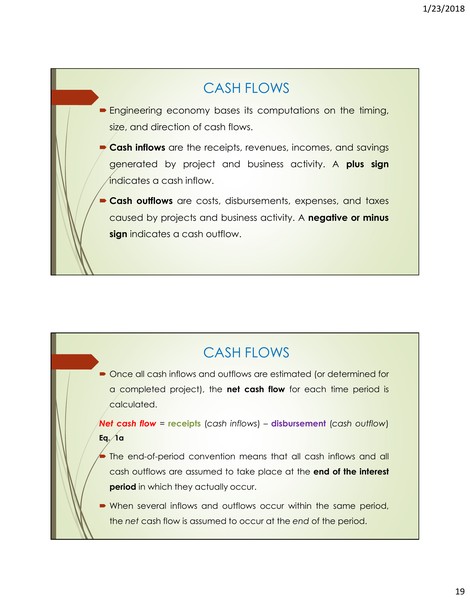 1/23/2018
CASH FLOWS
Engineering economy bases its computations on the timing,
size, and direction of cash flows.
Cash inflows are the receipts, revenues, incomes, and savings
generated by project and business activity. A plus sign
indicates a cash inflow.
Cash outflows are costs, disbursements, expenses, and taxes
caused by projects and business activity. A negative or minus
sign indicates a cash outflow.
CASH FLOWS
Once all cash inflows and outflows are estimated (or determined for
a completed project), the net cash flow for each time period is
calculated.
Net cash flow = receipts (cash inflows) – disbursement (cash outflow)
Eq. 1a
The end-of-period convention means that all cash inflows and all
cash outflows are assumed to take place at the end of the interest
period in which they actually occur.
When several inflows and outflows occur within the same period,
the net cash flow is assumed to occur at the end of the period.
19